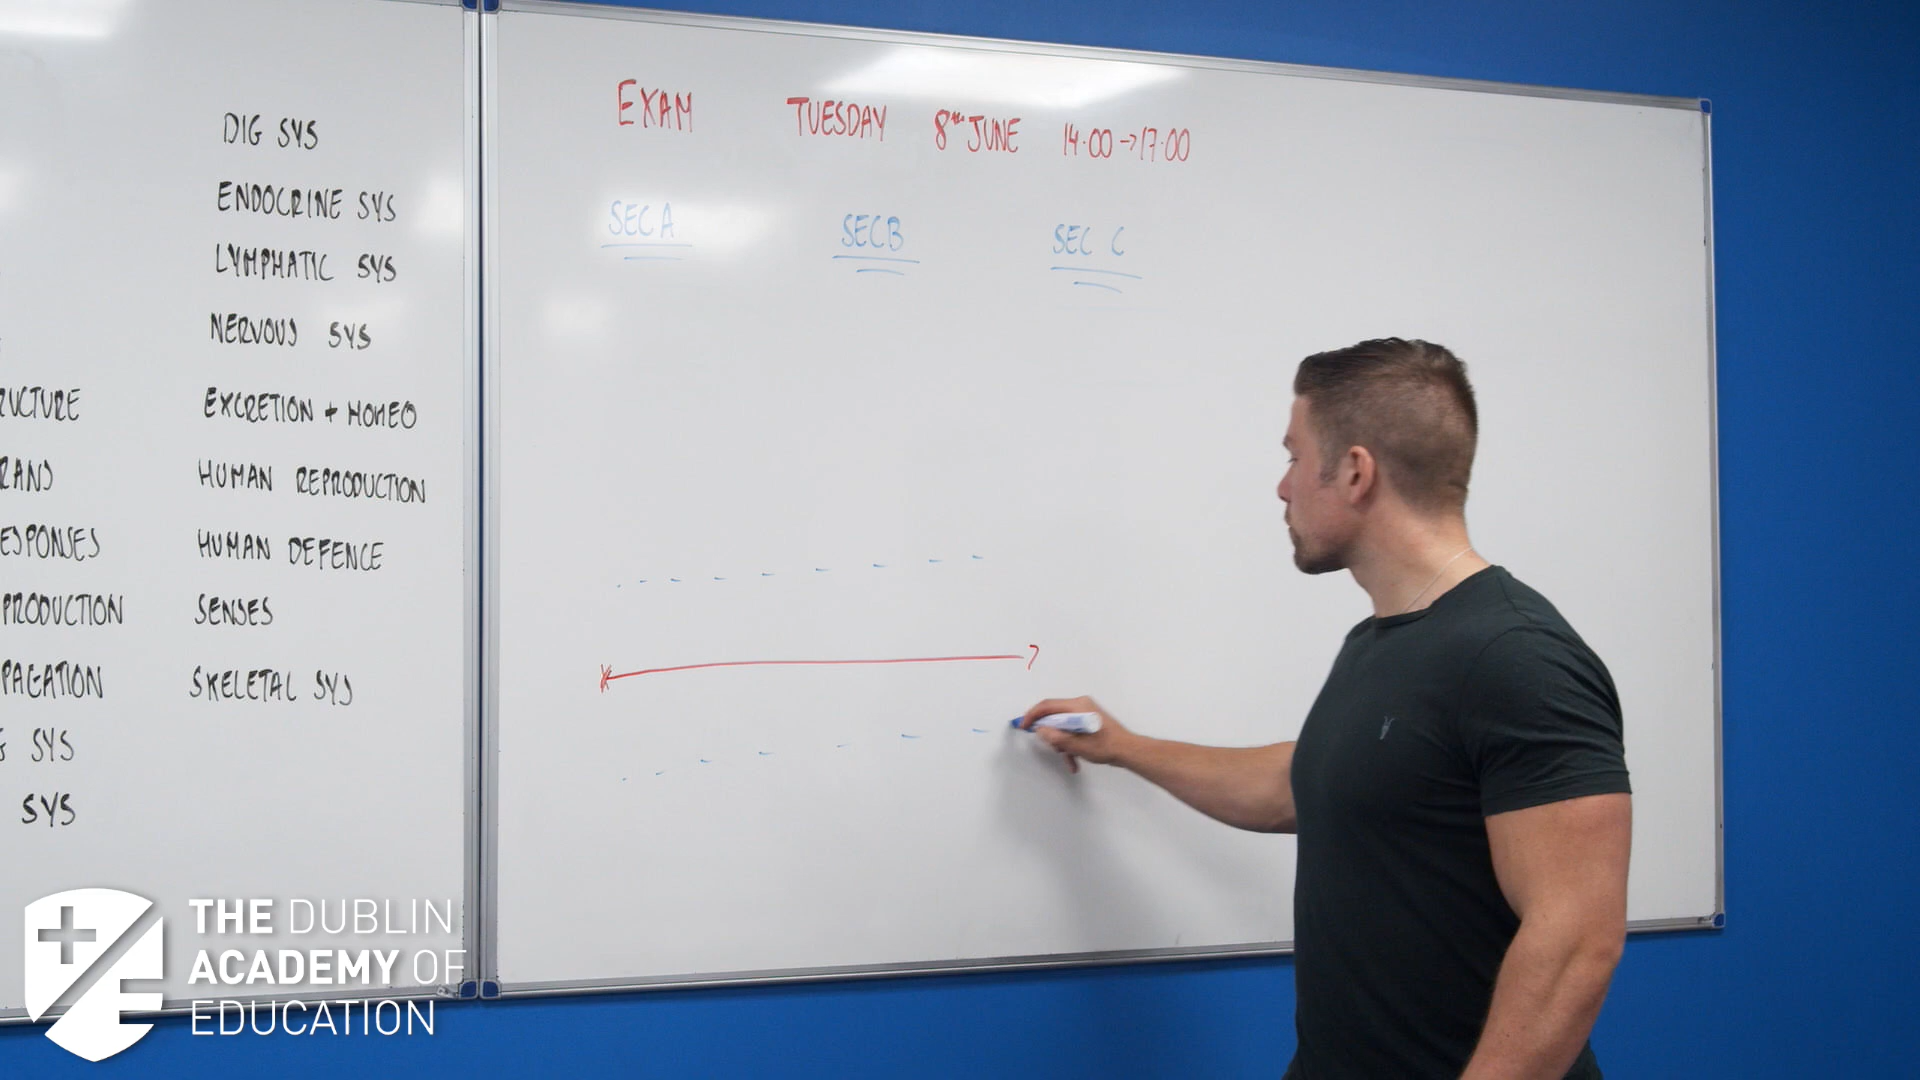 DIG SYS
ENDOCRINE SYS
LYMPHATIC SYS
NERVOUS SYS
EXCRETION + HOMEO
HUMAN REPRODUCTION
HUMAN DEFENCE
SENSES
SKELETAL SYS
SYS
SYS
EXAM TUESDAY 8TH JUNE 14.00 → 17.00
SEC A SEC B SEC C
THE DUBLIN
ACADEMY OF
EDUCATION